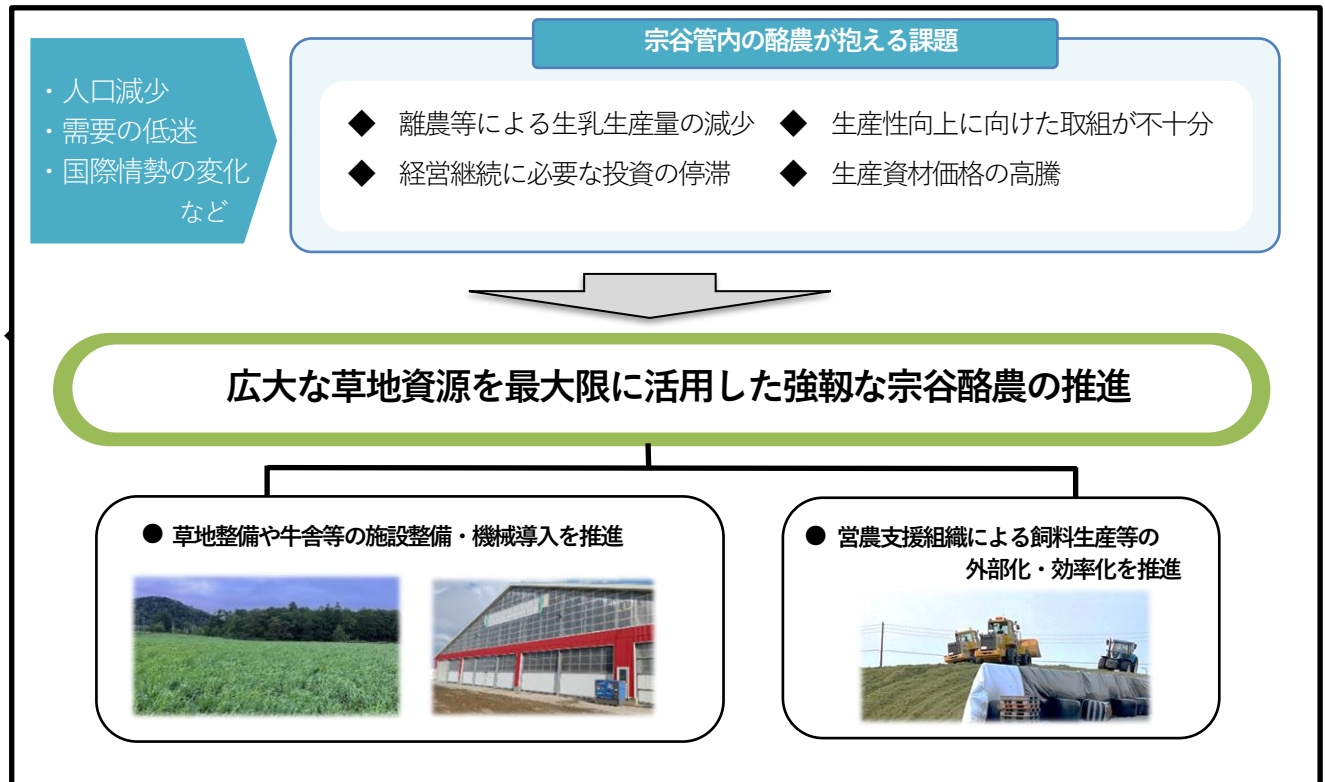 ・人口減少
・需要の低迷
・国際情勢の変化
など
宗谷管内の酪農が抱える課題
◆ 離農等による生乳生産量の減少 ◆ 生産性向上に向けた取組が不十分
◆ 経営継続に必要な投資の停滞 ◆ 生産資材価格の高騰
広大な草地資源を最大限に活用した強靭な宗谷酪農の推進
● 草地整備や牛舎等の施設整備・機械導入を推進
● 営農支援組織による飼料生産等の
外部化・効率化を推進